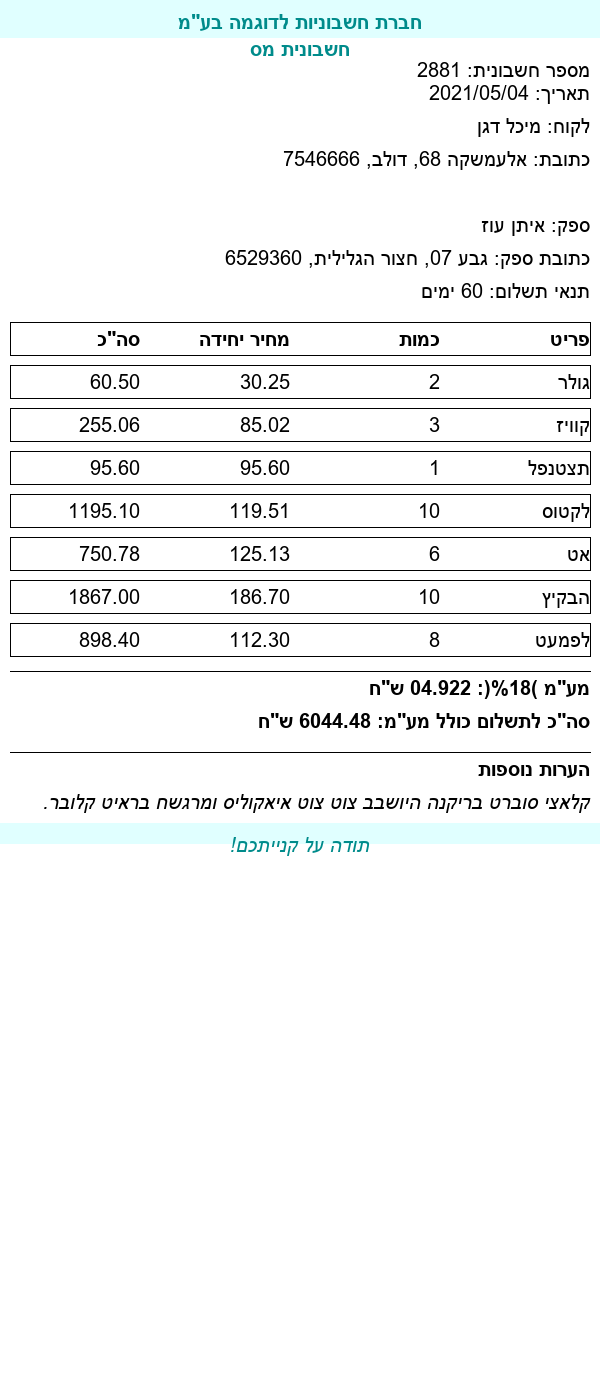 חברת חשבוניות לדוגמה בע"מ
חשבונית מס
מספר חשבונית: 2881
תאריך: 2021/05/04
לקוח: מיכל דגן
כתובת: אלעמשקה 68, דולב, 7546666
ספק: איתן עוז
כתובת ספק: גבע 07, חצור הגלילית, 6529360
תנאי תשלום: 60 ימים
פריט כמות מחיר יחידה סה"כ
גולר 2 30.25 60.50
קוויז 3 85.02 255.06
תצטנפל 1 95.60 95.60
לקטוס 10 119.51 1195.10
אט 6 125.13 750.78
הבקיץ 10 186.70 1867.00
לפמעט 8 112.30 898.40
מע"מ )18%(: 04.922 ש"ח
סה"כ לתשלום כולל מע"מ: 6044.48 ש"ח
הערות נוספות
קלאצי סוברט בריקנה היושבב צוט צוט איאקוליס ומרגשח בראיט קלובר.
תודה על קנייתכם!